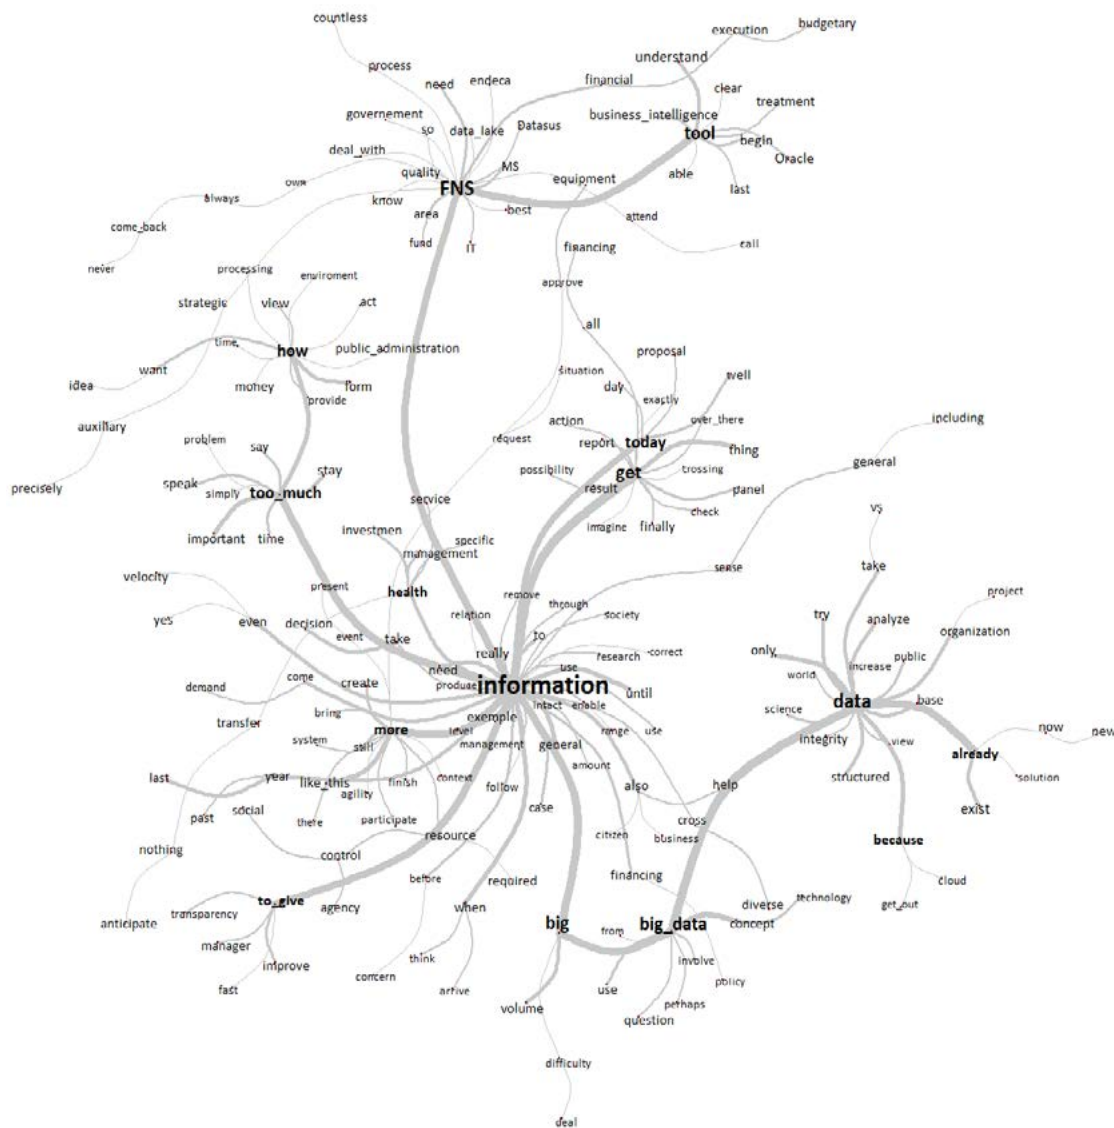 countless
budgetary
execution
understand
process
need
endeca
financial
clear
treatment
business_intelligence
governement
so
data_lake
Datasus
tool
begin
deal_with
MS
Oracle
quality
FNS
equipment
able
last
own
always
know
area
best
attend
come_back
fund
IT
financing
call
never
processing
enviroment
approve
strategic
view
act
all
time
how
public_administration
proposal
want
situation
day
well
idea
money
form
exactly
provide
over_there
including
auxillary
action
today
problem
say
request
report
thing
general
stay
possibility
get
trossing
precisely
speak
simply
too_much
service
result
panel
vs
imagine
finally
check
important
time
investmen
specific
management
sense
take
velocity
present
health
remove
through
project
yes
even
decision
relation
society
try
analyze
organization
event
take
really
to
only
increase
public
need
use
research
correct
world
demand
come
create
produue
information
until
data
base
transfer
bring
exemple
intact
enable
science
now
new
system
still
more
level
management
general
range
use
integrity
view
already
last
year
like_this
finish
context
amount
structured
solution
past
social
agility
follow
also
help
exist
there
participate
case
nothing
control
resource
citizen
business
cross
because
before
required
financing
cloud
anticipate
transparency
to_give
agency
when
big
big_data
diverse
technology
get_out
concept
manager
from
improve
think
involve
fast
concern
arrive
use
perhaps
policy
volume
question
difficulty
deal